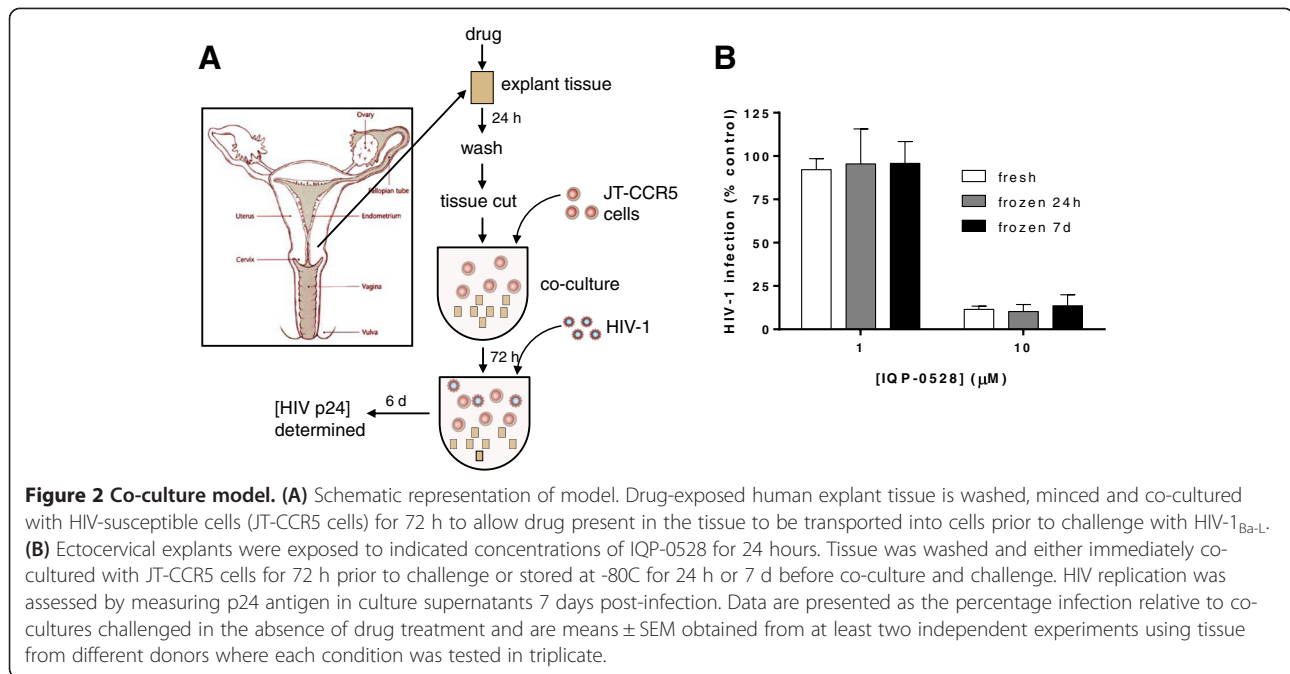 A
drug
explant tissue
24 h
wash
tissue cut
JT-CCR5
cells
co-culture
72 h
HIV-1
6 d
[HIV p24]
determined
Ovary
Fallopian tube
Uterus
Endometrium
Cervix
Vagina
Vulva
B
HIV-1 infection (% control)
125
100
75
50
25
0
1
10
[IQP-0528] (μM)
fresh
frozen 24h
frozen 7d
Figure 2 Co-culture model. (A) Schematic representation of model. Drug-exposed human explant tissue is washed, minced and co-cultured
with HIV-susceptible cells (JT-CCR5 cells) for 72 h to allow drug present in the tissue to be transported into cells prior to challenge with HIV-1Ba-L.
(B) Ectocervical explants were exposed to indicated concentrations of IQP-0528 for 24 hours. Tissue was washed and either immediately co-
cultured with JT-CCR5 cells for 72 h prior to challenge or stored at -80C for 24 h or 7 d before co-culture and challenge. HIV replication was
assessed by measuring p24 antigen in culture supernatants 7 days post-infection. Data are presented as the percentage infection relative to co-
cultures challenged in the absence of drug treatment and are means ± SEM obtained from at least two independent experiments using tissue
from different donors where each condition was tested in triplicate.